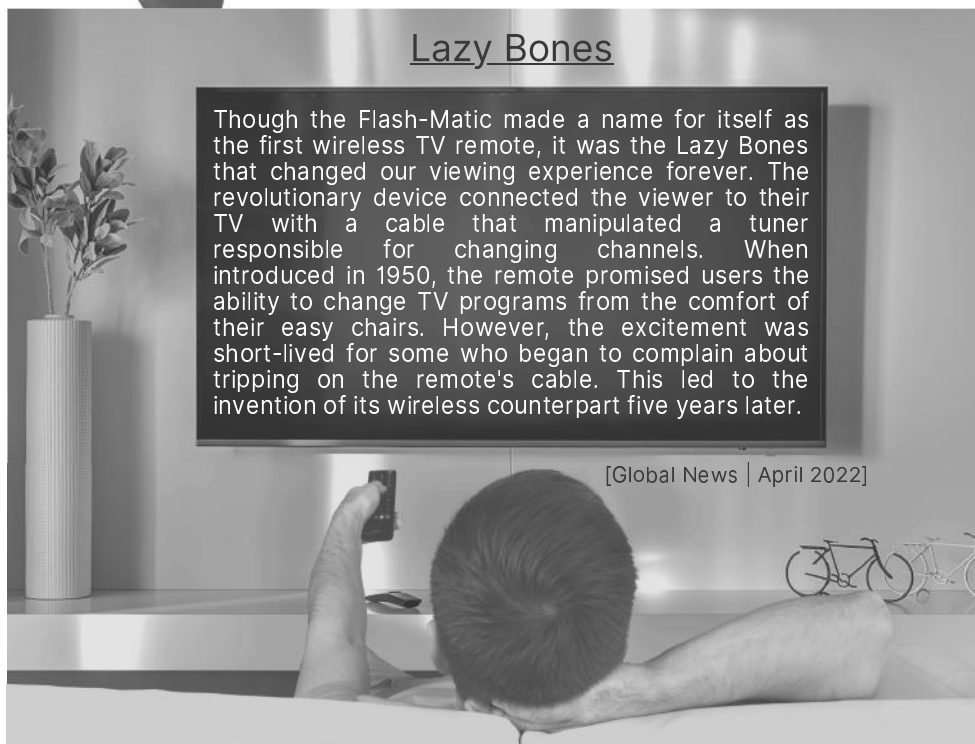 Lazy Bones
Though the Flash-Matic made a name for itself as
the first wireless TV remote, it was the Lazy Bones
that changed our viewing experience forever. The
revolutionary device connected the viewer to their
TV with a cable that manipulated a tuner
responsible for changing channels. When
introduced in 1950, the remote promised users the
ability to change TV programs from the comfort of
their easy chairs. However, the excitement was
short-lived for some who began to complain about
tripping on the remote's cable. This led to the
invention of its wireless counterpart five years later.
[Global News | April 2022]